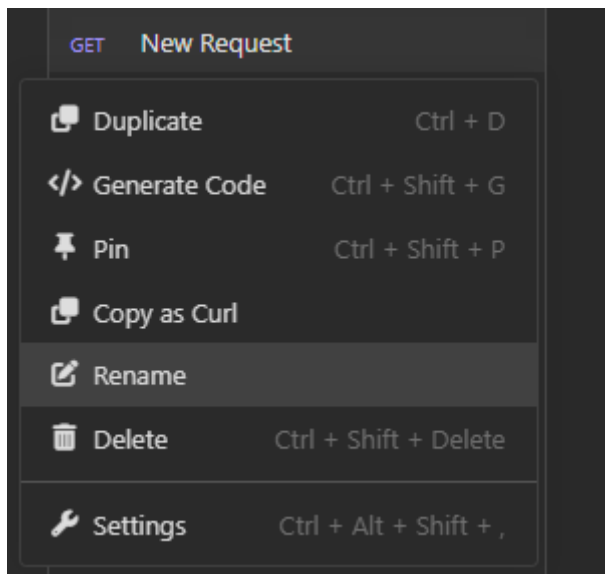 GET New Request
Duplicate Ctrl + D
</> Generate Code Ctrl + Shift + G
Pin Ctrl + Shift + P
Copy as Curl
Rename
Delete Ctrl + Shift + Delete
Settings Ctrl + Alt + Shift + ,